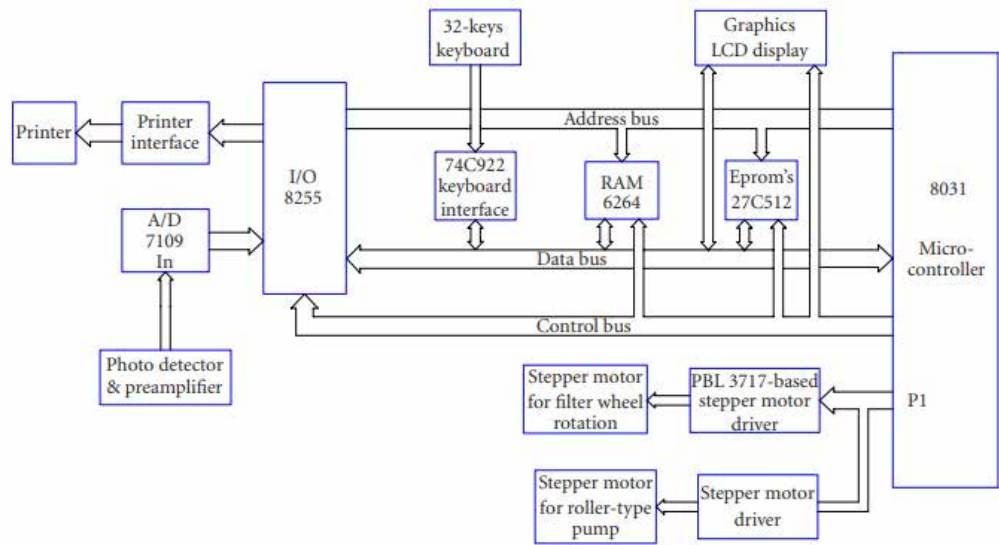 32-keys
keyboard
Graphics
LCD display
Printer
Printer
interface
I/O
8255
Address bus
74C922
keyboard
interface
RAM
6264
Eprom's
27C512
8031
Micro-
controller
A/D
7109
In
Data bus
Control bus
Photo detector
& preamplifier
Stepper motor
for filter wheel
rotation
PBL 3717-based
stepper motor
driver
P1
Stepper motor
for roller-type
pump
Stepper motor
driver